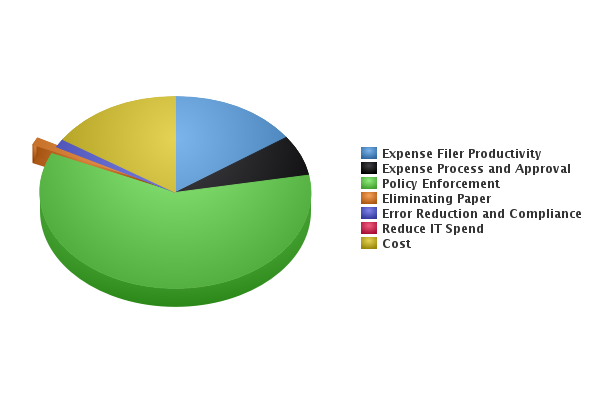 Expense Filer Productivity
Expense Process and Approval
Policy Enforcement
Eliminating Paper
Error Reduction and Compliance
Reduce IT Spend
Cost